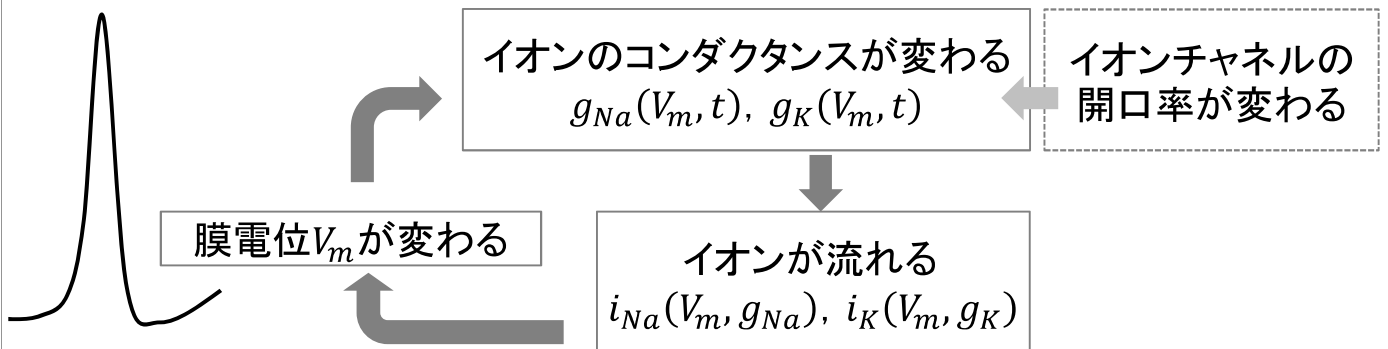 イオンのコンダクタンスが変わる
g_{Na}(V_m, t), g_K(V_m, t)
イオンチャネルの
開口率が変わる
膜電位V_mが変わる
イオンが流れる
i_{Na}(V_m, g_{Na}), i_K(V_m, g_K)